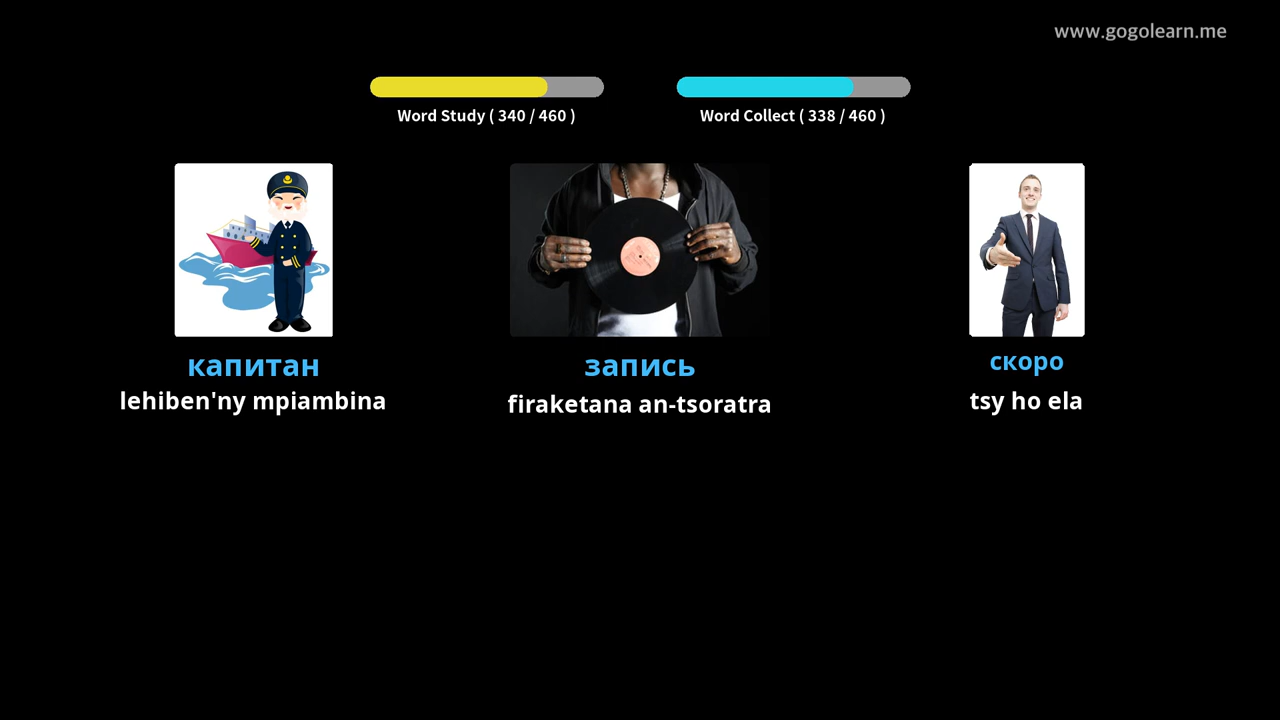 www.gogolearn.me
Word Study ( 340 / 460 )
Word Collect ( 338 / 460 )
капитан
запись
скоро
lehiben'ny mpiambina
firaketana an-tsoratra
tsy ho ela